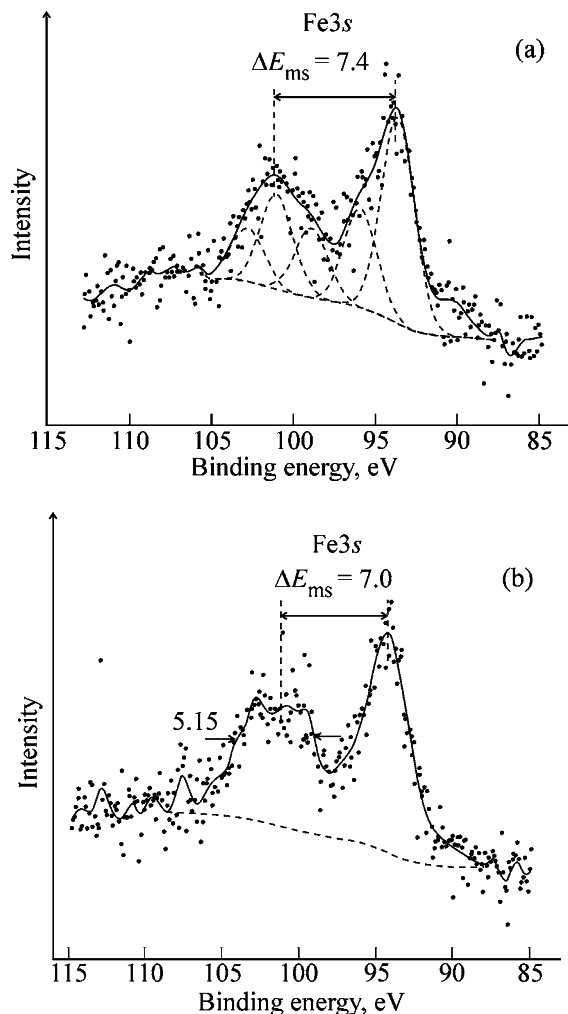 Fe3s
(a)
ΔEms = 7.4
Intensity
115 110 105 100 95 90 85
Binding energy, eV
Fe3s
ΔEms = 7.0
(b)
5.15
Intensity
115 110 105 100 95 90 85
Binding energy, eV